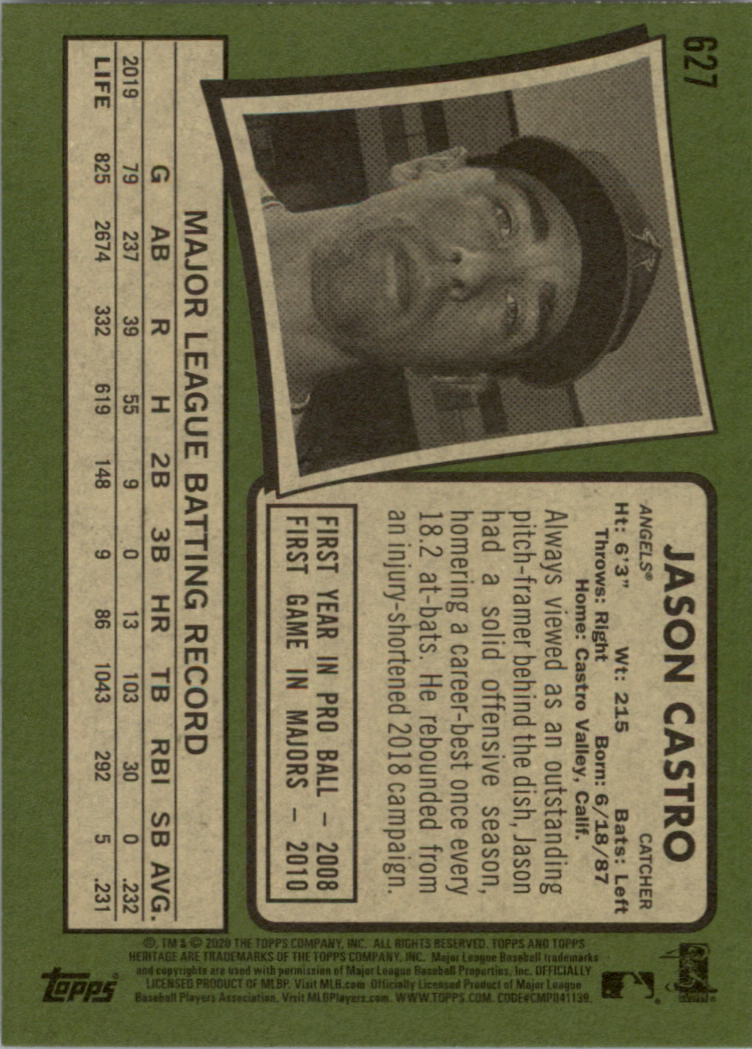 627
JASON CASTRO
ANGELS® CATCHER
Ht: 6'3" Wt: 215 Bats: Left
Throws: Right Born: 6/18/87
Home: Castro Valley, Calif.
Always viewed as an outstanding
pitch-framer behind the dish, Jason
had a solid offensive season,
homering a career-best once every
18.2 at-bats. He rebounded from
an injury-shortened 2018 campaign.
FIRST YEAR IN PRO BALL – 2008
FIRST GAME IN MAJORS – 2010
MAJOR LEAGUE BATTING RECORD
G AB R H 2B 3B HR TB RBI SB AVG.
2019 79 237 39 55 9 0 13 103 30 0 .232
LIFE 825 2674 332 619 148 9 86 1043 292 5 .231
®, TM & © 2020 THE TOPPS COMPANY, INC. ALL RIGHTS RESERVED. TOPPS AND TOPPS
HERITAGE ARE TRADEMARKS OF THE TOPPS COMPANY, INC. Major League Baseball trademarks
and copyrights are used with permission of Major League Baseball Properties, Inc. OFFICIALLY
LICENSED PRODUCT OF MLBP. Visit MLB.com Officially Licensed Product of Major League
Baseball Players Association. Visit MLBPlayers.com. WWW.TOPPS.COM. CODE#CMP041139.
Topps®